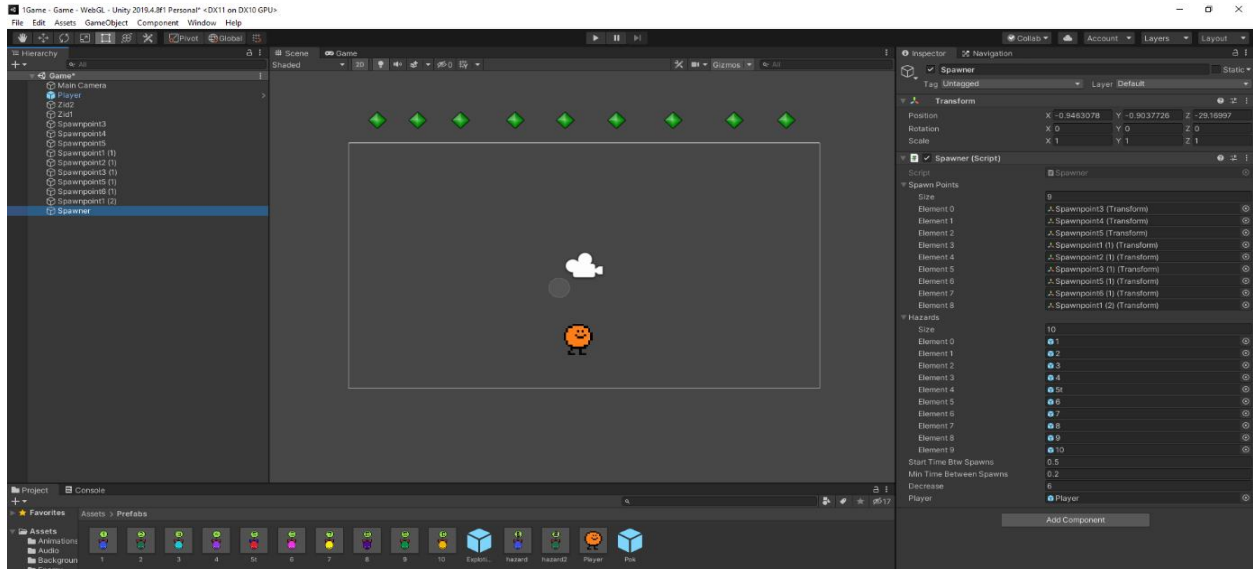 1Game - Game - WebGL - Unity 2019.4.8f1 Personal* <DX11 on DX10 GPU>
File Edit Assets GameObject Component Window Help
Pivot Global Collab Account Layers Layout
Hierarchy Scene Game Inspector Navigation
All Shaded 2D 0 Gizmos All Spawner Static
Game* Tag Untagged Layer Default
Main Camera
Player
Zid2
Zid1
Spawnpoint3
Spawnpoint4
Spawnpoint5
Spawnpoint1 (1)
Spawnpoint2 (1)
Spawnpoint3 (1)
Spawnpoint5 (1)
Spawnpoint6 (1)
Spawnpoint1 (2)
Spawner
Transform
Position X -0.9463078 Y -0.9037726 Z -29.16997
Rotation X 0 Y 0 Z 0
Scale X 1 Y 1 Z 1
Spawner (Script)
Script Spawner
Spawn Points
Size 9
Element 0 Spawnpoint3 (Transform)
Element 1 Spawnpoint4 (Transform)
Element 2 Spawnpoint5 (Transform)
Element 3 Spawnpoint1 (1) (Transform)
Element 4 Spawnpoint2 (1) (Transform)
Element 5 Spawnpoint3 (1) (Transform)
Element 6 Spawnpoint5 (1) (Transform)
Element 7 Spawnpoint6 (1) (Transform)
Element 8 Spawnpoint1 (2) (Transform)
Hazards
Size 10
Element 0 1
Element 1 2
Element 2 3
Element 3 4
Element 4 5t
Element 5 6
Element 6 7
Element 7 8
Element 8 9
Element 9 10
Start Time Btw Spawns 0.5
Min Time Between Spawns 0.2
Decrease 6
Player Player
Add Component
Project Console
17
Favorites Assets > Prefabs
Assets
Animations
Audio
Backgroun
1 2 3 4 5t 6 7 8 9 10 Explosi... hazard hazard2 Player Pok